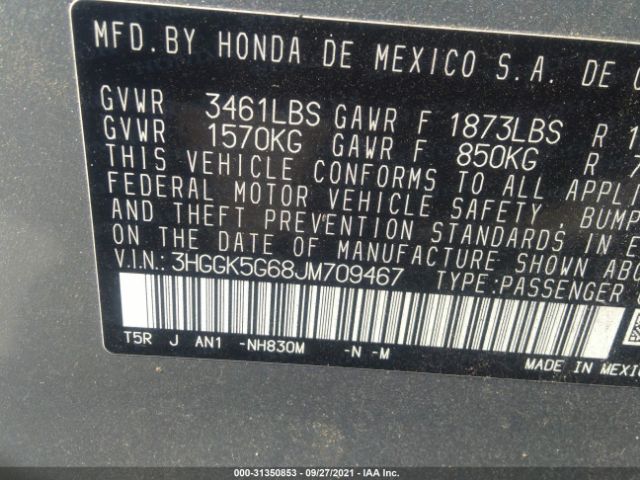 MFD. BY HONDA DE MEXICO S.A. DE
GVWR 3461LBS GAWR F 1873LBS R
GVWR 1570KG GAWR F 850KG R
THIS VEHICLE CONFORMS TO ALL
FEDERAL MOTOR VEHICLE SAFETY,
AND THEFT PREVENTION STANDARDS IN
ON THE DATE OF MANUFACTURE SHOWN
V.I.N.: 3HGGK5G68JM709467 TYPE:PASSENGER
T5R J AN1 -NH830M -N -M
MADE IN
000-31350853 - 09/27/2021 - IAA Inc.